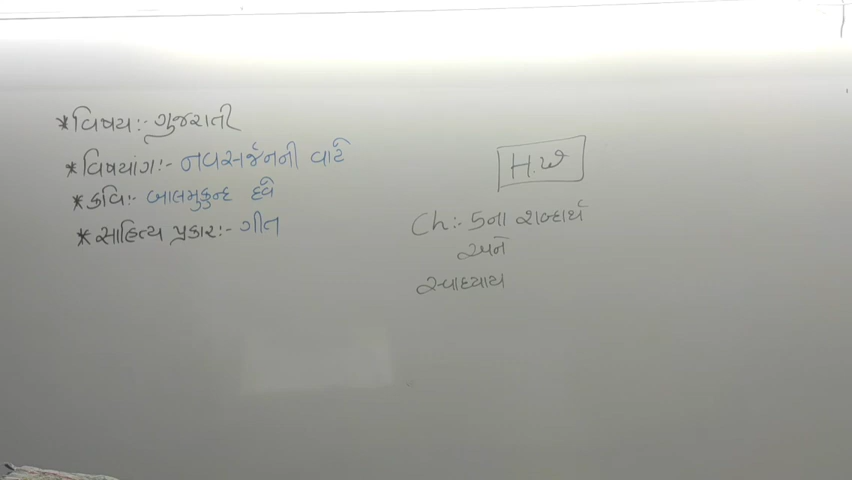 *વિષય:- ગુજરાતી
*વિષયાંગ:- નવસર્જનની વાટે
*કવિ:- બાલમુકુન્દ દવે
*સાહિત્ય પ્રકાર:- ગીત
H.W
Ch:- 5ના શબ્દાર્થ
અને
સ્વાધ્યાય